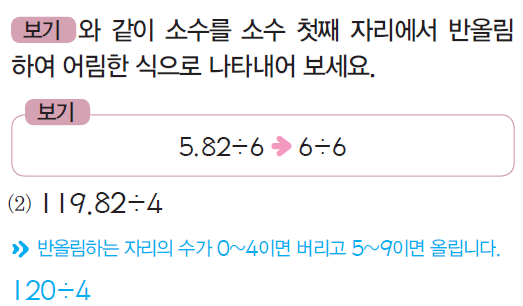 보기 와 같이 소수를 소수 첫째 자리에서 반올림
하여 어림한 식으로 나타내어 보세요.
보기
5.82÷6 ➔ 6÷6
(2) 119.82÷4
≫ 반올림하는 자리의 수가 0~4이면 버리고 5~9이면 올립니다.
120÷4